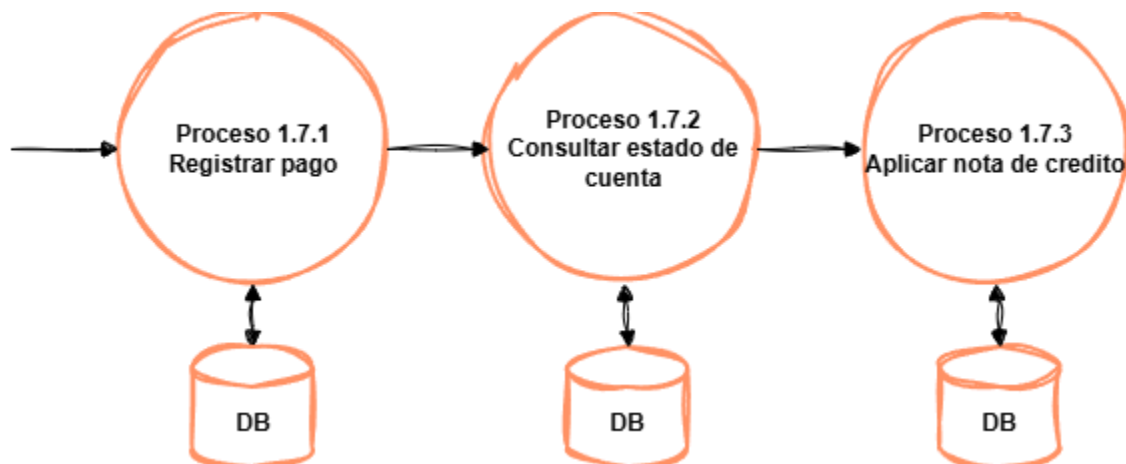 Proceso 1.7.1
Registrar pago
Proceso 1.7.2
Consultar estado de
cuenta
Proceso 1.7.3
Aplicar nota de credito
DB
DB
DB